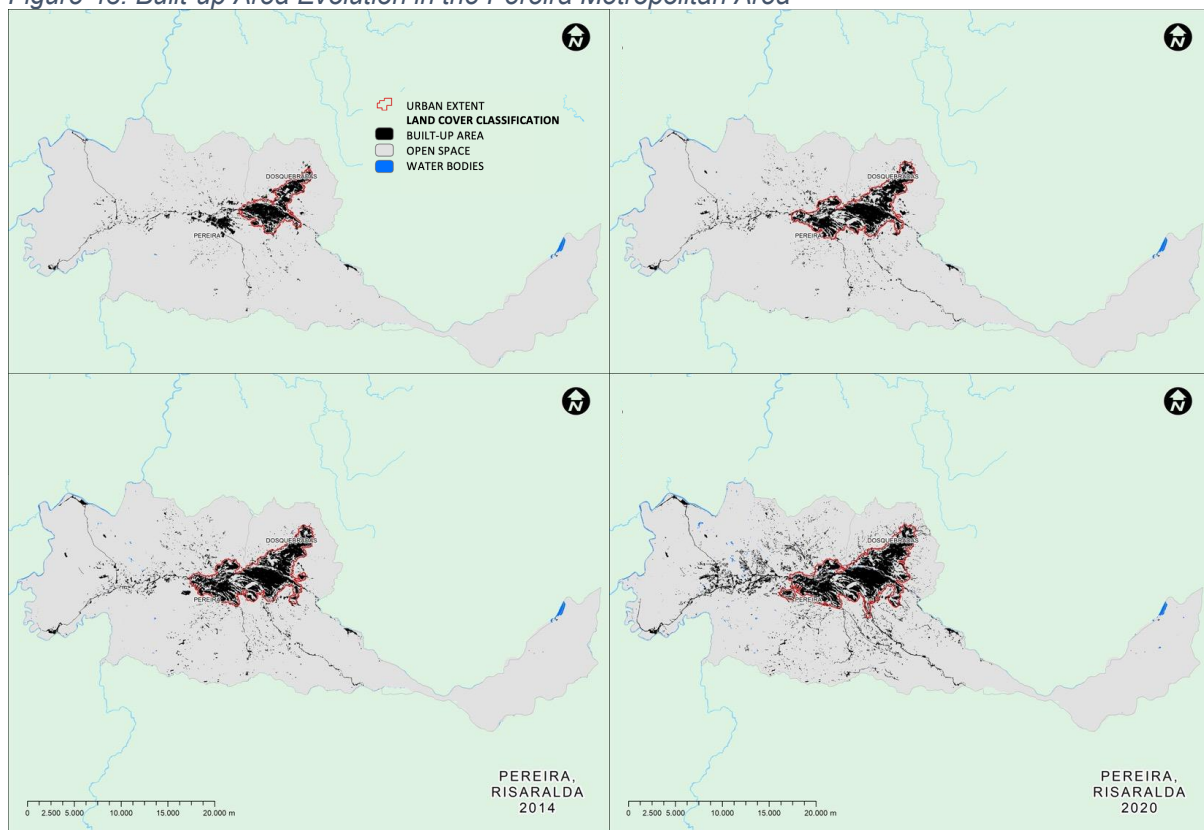 Built-up Area Evolution in the Pereira Metropolitan Area
N
URBAN EXTENT
LAND COVER CLASSIFICATION
BUILT-UP AREA
OPEN SPACE
WATER BODIES
DOSQUEBRADAS
PEREIRA
N
DOSQUEBRADAS
PEREIRA
N
DOSQUEBRADAS
PEREIRA
PEREIRA,
RISARALDA
2014
0 2.500 5.000 10.000 15.000 20.000 m
N
DOSQUEBRADAS
PEREIRA
PEREIRA,
RISARALDA
2020
0 2.500 5.000 10.000 15.000 20.000 m